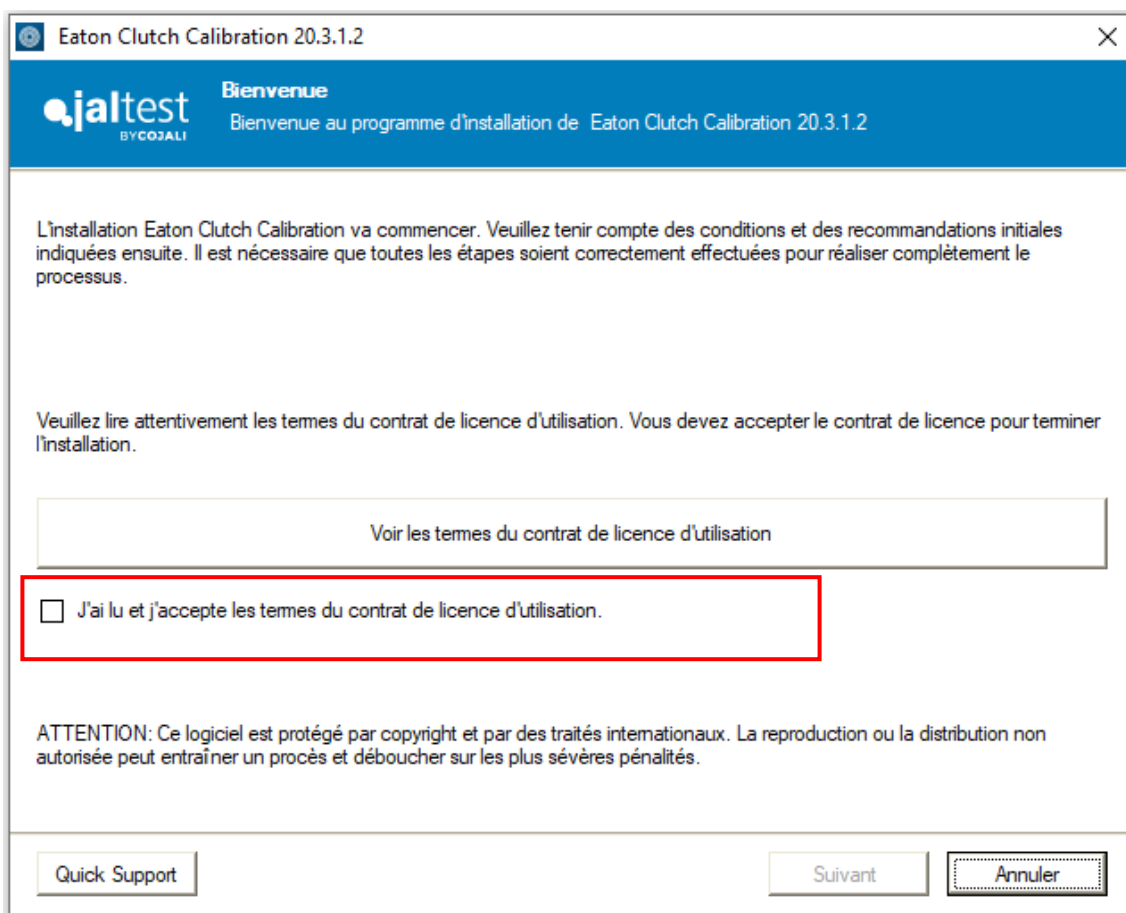 Eaton Clutch Calibration 20.3.1.2
jaltest
BY COJALI
Bienvenue
Bienvenue au programme d'installation de Eaton Clutch Calibration 20.3.1.2
L'installation Eaton Clutch Calibration va commencer. Veuillez tenir compte des conditions et des recommandations initiales
indiquées ensuite. Il est nécessaire que toutes les étapes soient correctement effectuées pour réaliser complètement le
processus.
Veuillez lire attentivement les termes du contrat de licence d'utilisation. Vous devez accepter le contrat de licence pour terminer
l'installation.
Voir les termes du contrat de licence d'utilisation
J'ai lu et j'accepte les termes du contrat de licence d'utilisation.
ATTENTION: Ce logiciel est protégé par copyright et par des traités internationaux. La reproduction ou la distribution non
autorisée peut entraîner un procès et déboucher sur les plus sévères pénalités.
Quick Support
Suivant
Annuler